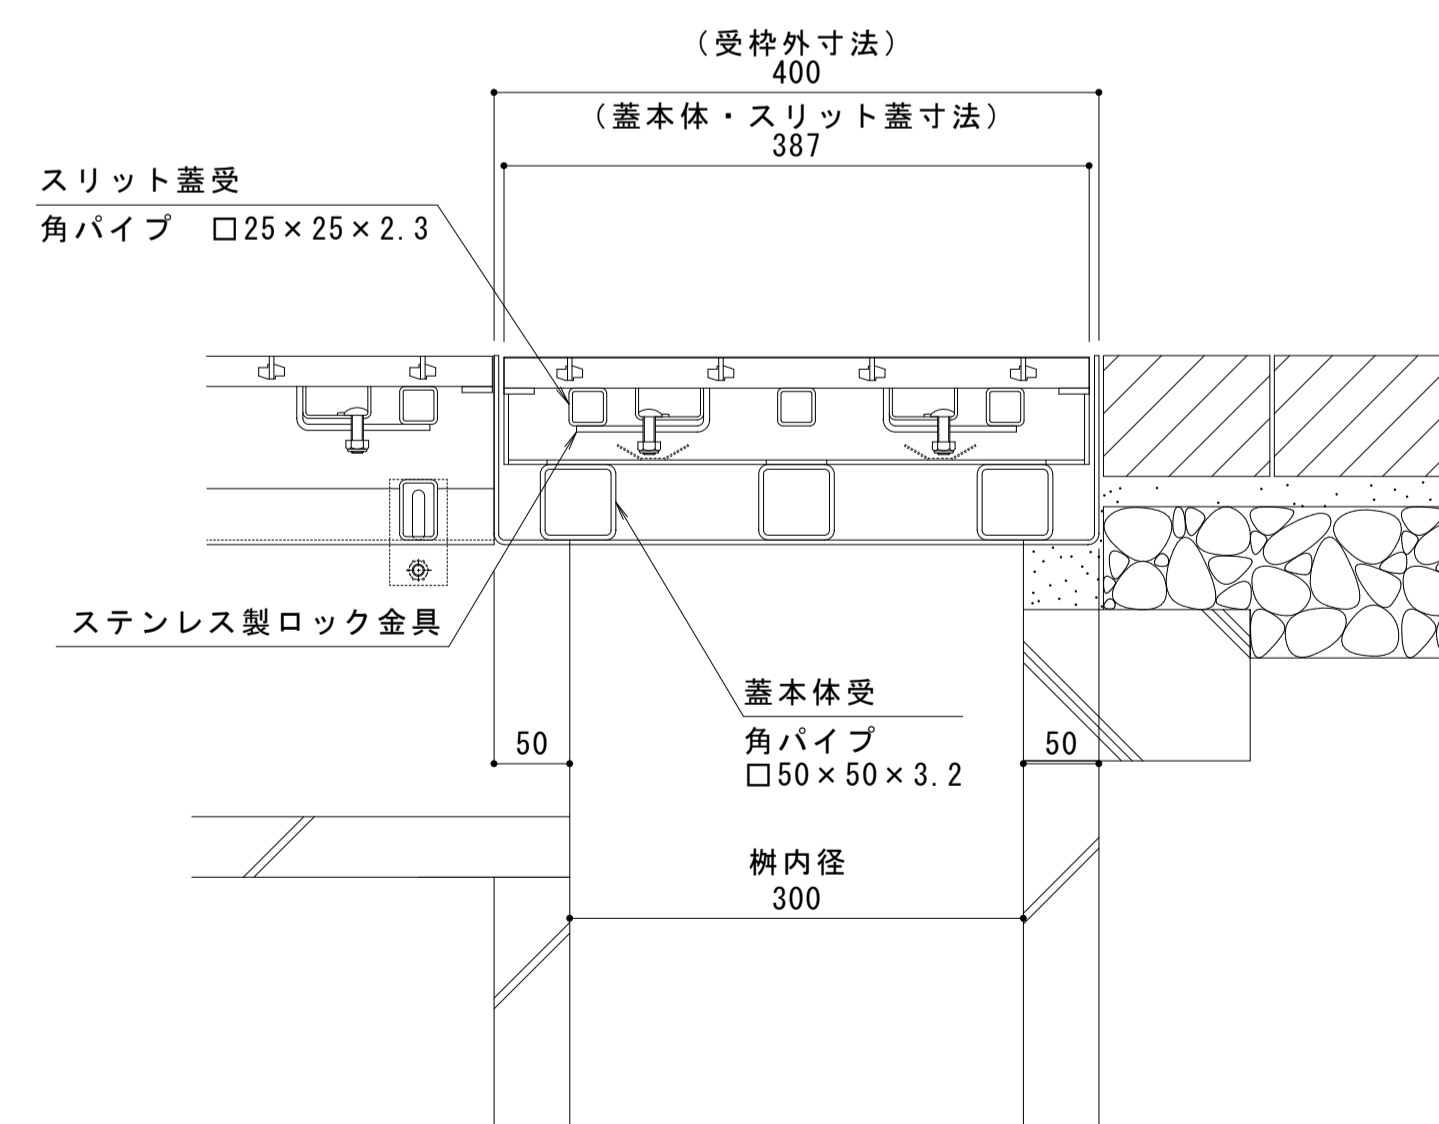 （受枠外寸法）
400
（蓋本体・スリット蓋寸法）
387
スリット蓋受
角パイプ　□25×25×2.3
ステンレス製ロック金具
蓋本体受
角パイプ
□50×50×3.2
50
50
桝内径
300